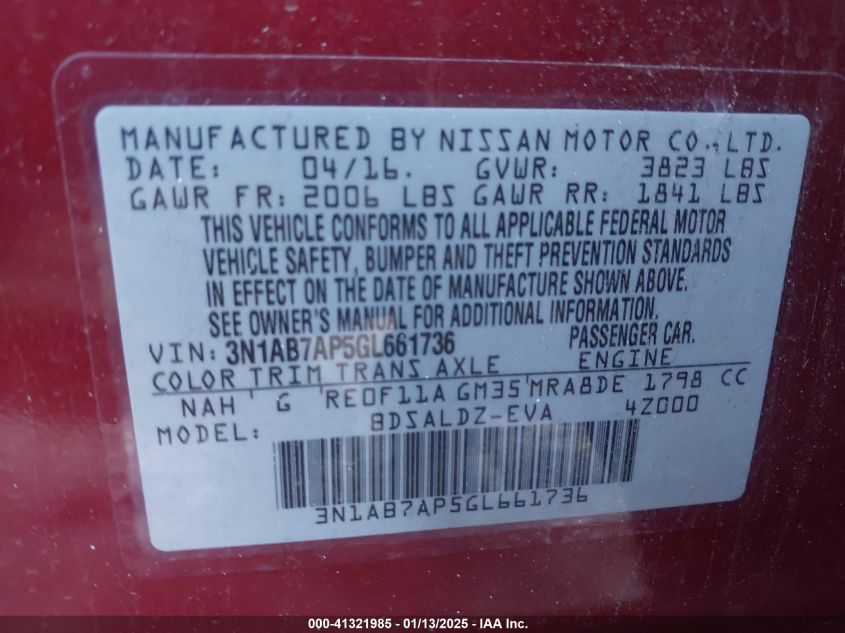 MANUFACTURED BY NISSAN MOTOR CO.,LTD.
DATE: 04/16. GVWR: 3823 LBS
GAWR FR: 2006 LBS GAWR RR: 1841 LBS
THIS VEHICLE CONFORMS TO ALL APPLICABLE FEDERAL MOTOR
VEHICLE SAFETY, BUMPER AND THEFT PREVENTION STANDARDS
IN EFFECT ON THE DATE OF MANUFACTURE SHOWN ABOVE.
SEE OWNER'S MANUAL FOR ADDITIONAL INFORMATION.
VIN: 3N1AB7AP5GL661736 PASSENGER CAR.
COLOR TRIM TRANS AXLE ENGINE
NAH G RE0F11A GM35 MRA8DE 1798 CC
MODEL: BDSALDZ-EVA 4Z000
3N1AB7AP5GL661736
000-41321985 - 01/13/2025 - IAA Inc.